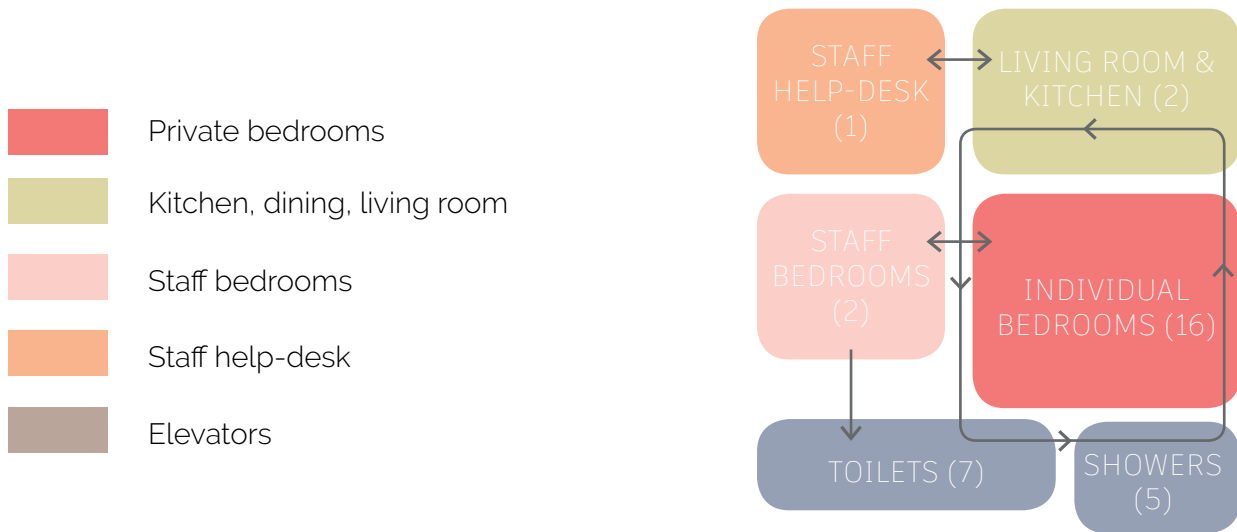 Private bedrooms
Kitchen, dining, living room
Staff bedrooms
Staff help-desk
Elevators
STAFF
HELP-DESK
(1)
LIVING ROOM &
KITCHEN (2)
STAFF
BEDROOMS
(2)
INDIVIDUAL
BEDROOMS (16)
TOILETS (7)
SHOWERS
(5)